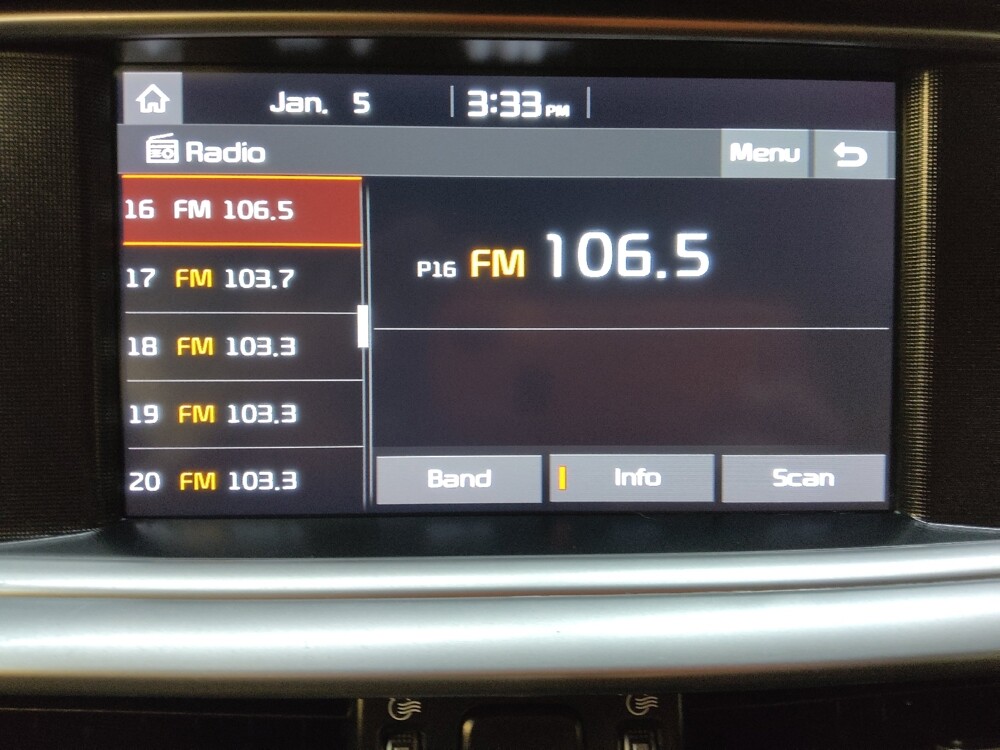 Jan. 5 3:33 PM
Radio Menu
16 FM 106.5
17 FM 103.7
18 FM 103.3
19 FM 103.3
20 FM 103.3
P16 FM 106.5
Band Info Scan